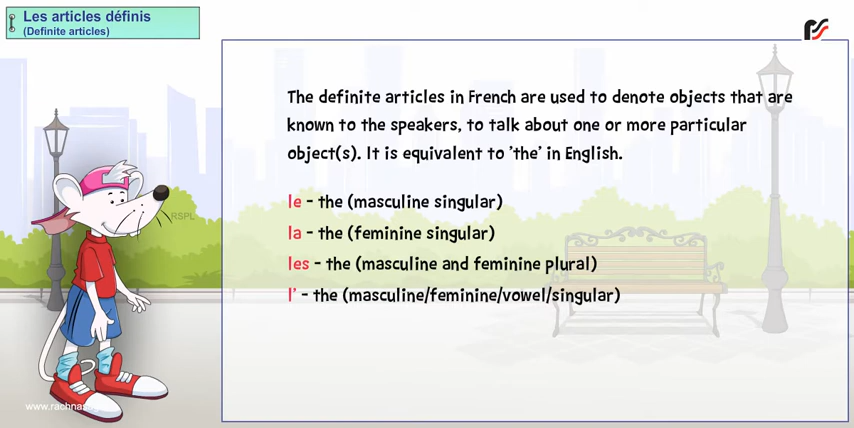 Les articles définis
(Definite articles)
The definite articles in French are used to denote objects that are
known to the speakers, to talk about one or more particular
object(s). It is equivalent to 'the' in English.
le - the (masculine singular)
la - the (feminine singular)
les - the (masculine and feminine plural)
l' - the (masculine/feminine/vowel/singular)
RSPL